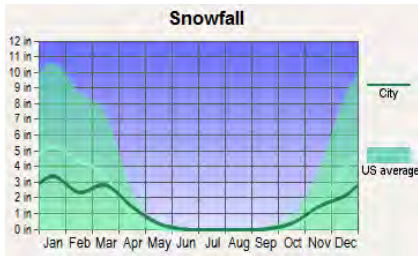 Snowfall
12 in
11 in
10 in
9 in
8 in
7 in
6 in
5 in
4 in
3 in
2 in
1 in
0 in
Jan Feb Mar Apr May Jun Jul Aug Sep Oct Nov Dec
City
US average